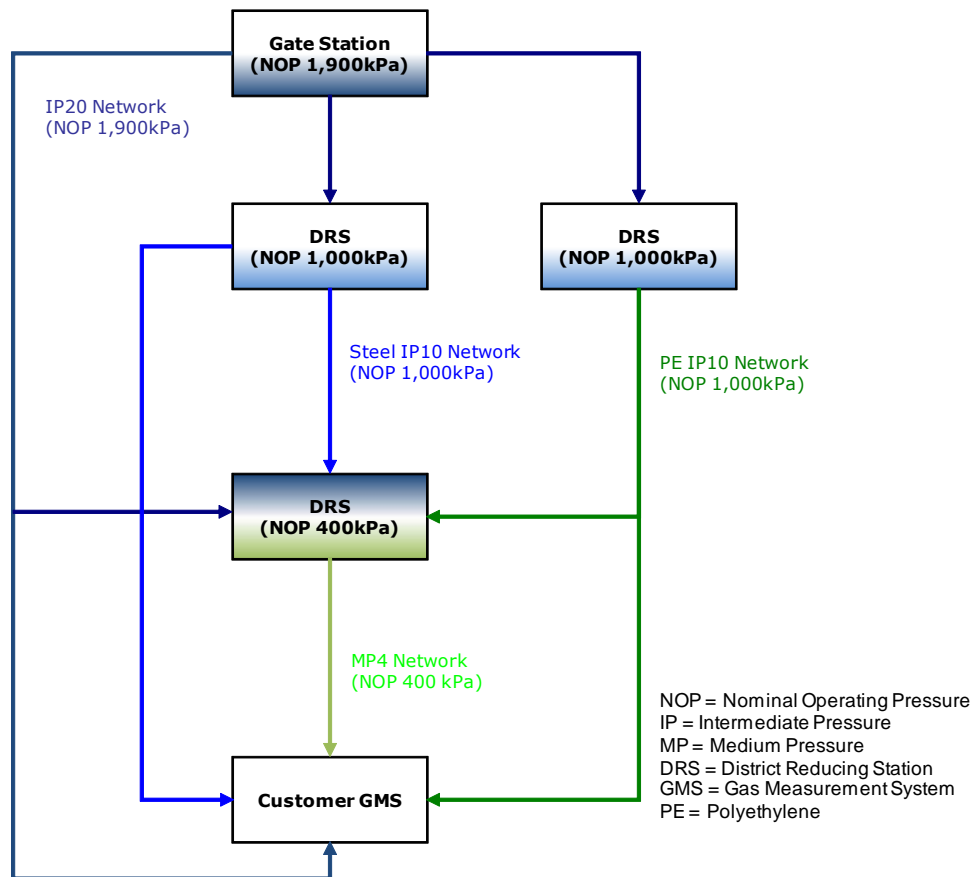 Gate Station
(NOP 1,900kPa)
IP20 Network
(NOP 1,900kPa)
DRS
(NOP 1,000kPa)
DRS
(NOP 1,000kPa)
Steel IP10 Network
(NOP 1,000kPa)
PE IP10 Network
(NOP 1,000kPa)
DRS
(NOP 400kPa)
MP4 Network
(NOP 400 kPa)
Customer GMS
NOP = Nominal Operating Pressure
IP = Intermediate Pressure
MP = Medium Pressure
DRS = District Reducing Station
GMS = Gas Measurement System
PE = Polyethylene